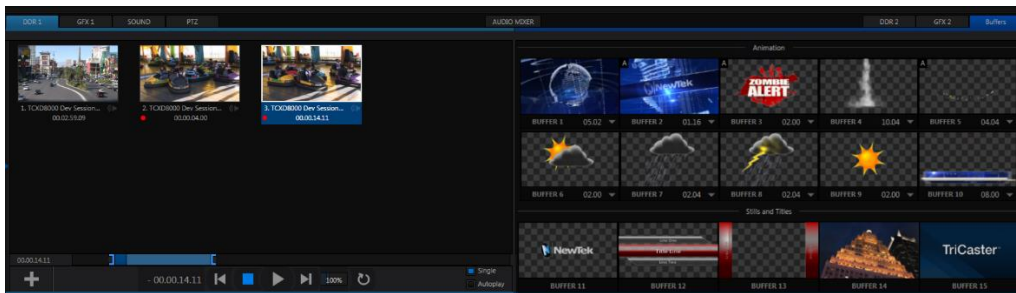 DDR 1 GFX 1 SOUND PTZ AUDIO MIXER DDR 2 GFX 2 Buffers
1. TCXD8000 Dev Session...
00.02.59.09
2. TCXD8000 Dev Session...
00.00.04.00
3. TCXD8000 Dev Session...
00.00.14.11
00.00.14.11
- 00.00.14.11 100% Single
Autoplay
Animation
A A NewTek A ZOMBIE ALERT A
BUFFER 1 05.02 BUFFER 2 01.16 BUFFER 3 02.00 BUFFER 4 10.04 BUFFER 5 04.04
BUFFER 6 02.00 BUFFER 7 02.04 BUFFER 8 02.04 BUFFER 9 02.00 BUFFER 10 08.00
Stills and Titles
NewTek Title Line TriCaster
BUFFER 11 BUFFER 12 BUFFER 13 BUFFER 14 BUFFER 15